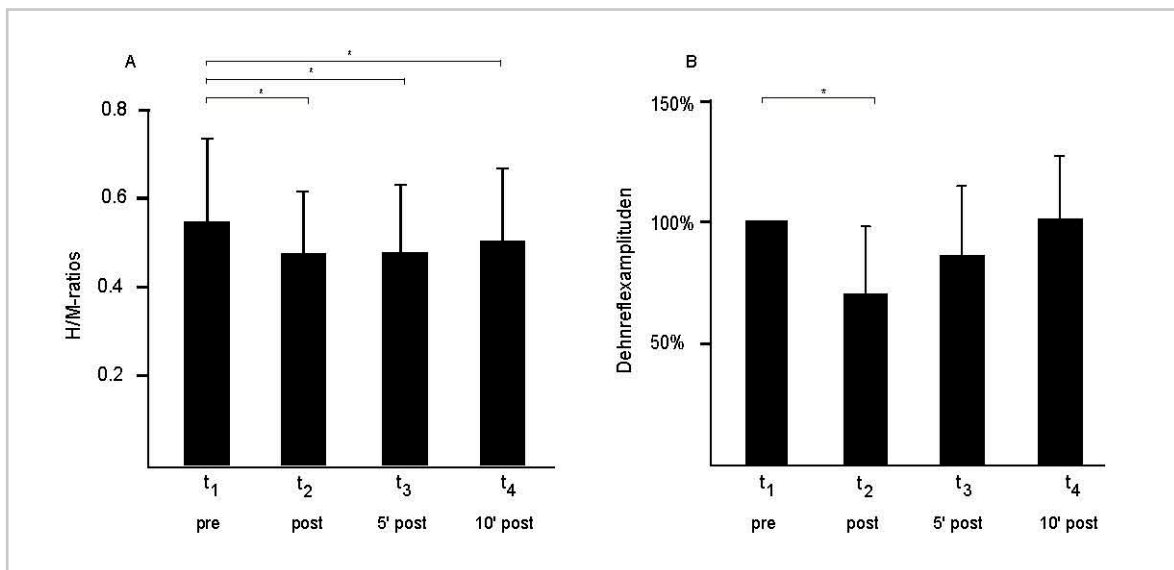 A
*
*
*
H/M-ratios
0.8
0.6
0.4
0.2
t1
t2
t3
t4
pre
post
5' post
10' post
B
*
Dehnreflexamplituden
150%
100%
50%
t1
t2
t3
t4
pre
post
5' post
10' post